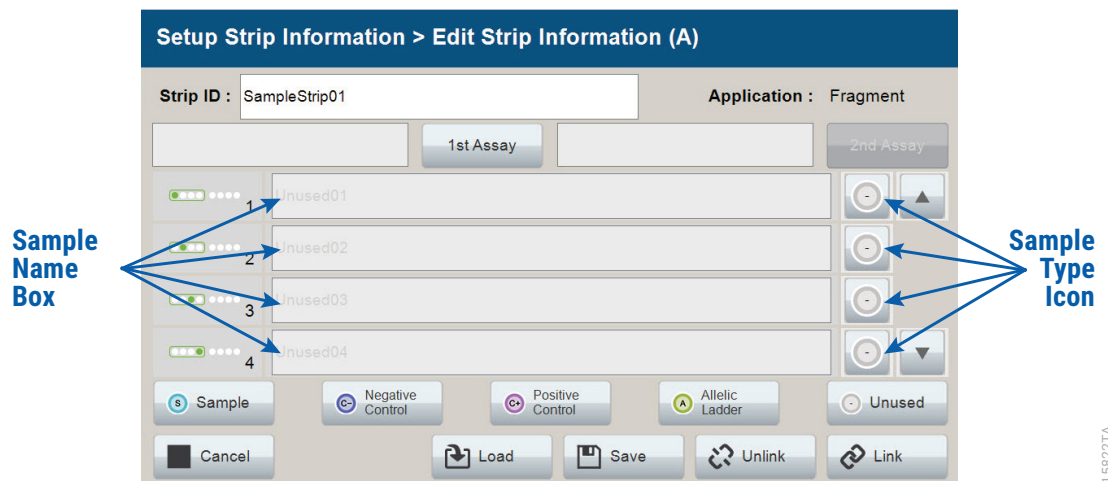 Setup Strip Information > Edit Strip Information (A)
Strip ID : SampleStrip01 Application : Fragment
1st Assay 2nd Assay
1 Unused01 -
2 Unused02 -
3 Unused03 -
4 Unused04 -
Sample
Name
Box
Sample
Type
Icon
S Sample C- Negative Control C+ Positive Control A Allelic Ladder - Unused
Cancel Load Save Unlink Link
15822TA